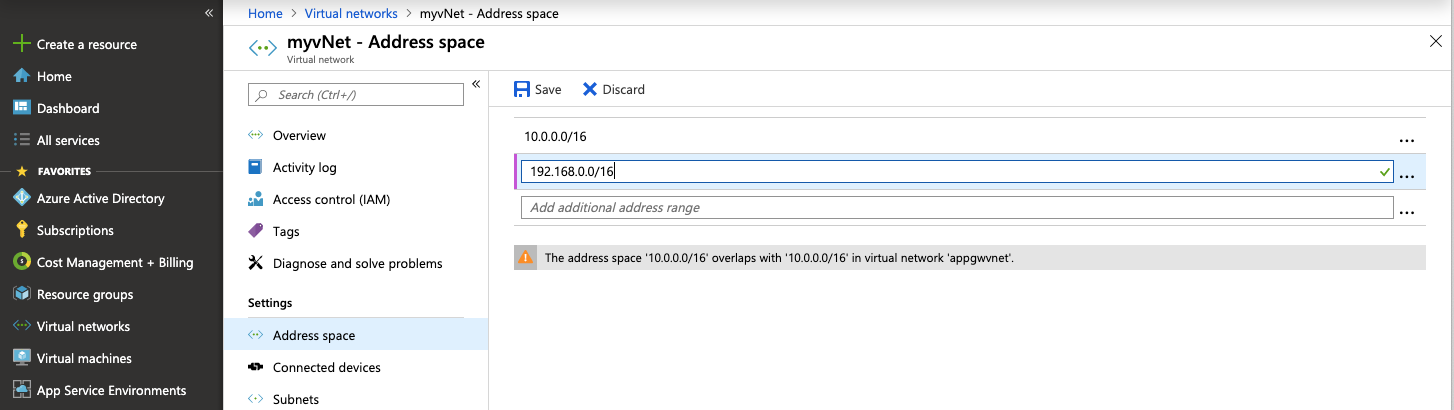 «
Create a resource
Home
Dashboard
All services
FAVORITES
Azure Active Directory
Subscriptions
Cost Management + Billing
Resource groups
Virtual networks
Virtual machines
App Service Environments
Home > Virtual networks > myvNet - Address space
myvNet - Address space
Virtual network
Search (Ctrl+/)
«
Overview
Activity log
Access control (IAM)
Tags
Diagnose and solve problems
Settings
Address space
Connected devices
Subnets
Save Discard
10.0.0.0/16 ...
192.168.0.0/16 ...
Add additional address range ...
The address space '10.0.0.0/16' overlaps with '10.0.0.0/16' in virtual network 'appgwvnet'.